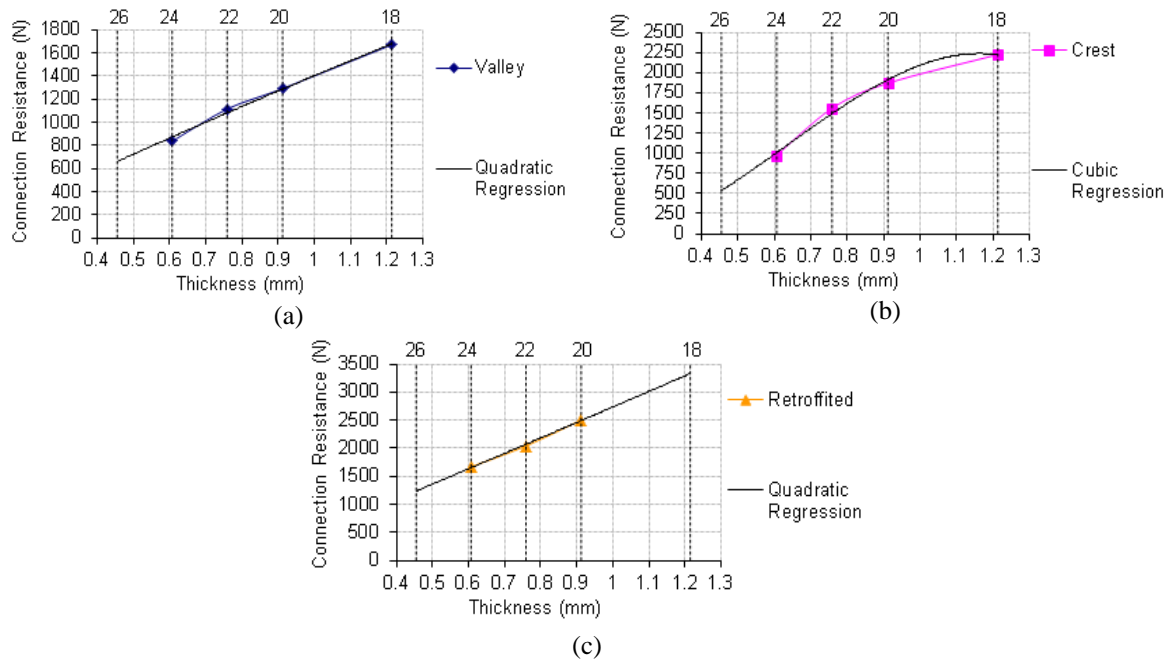 26 24 22 20 18
Connection Resistance (N)
1800
1600
1400
1200
1000
800
600
400
200
0
0.4 0.5 0.6 0.7 0.8 0.9 1 1.1 1.2 1.3
Thickness (mm)
Valley
Quadratic
Regression
(a)
26 24 22 20 18
Connection Resistance (N)
2500
2250
2000
1750
1500
1250
1000
750
500
250
0
0.4 0.5 0.6 0.7 0.8 0.9 1 1.1 1.2 1.3
Thickness (mm)
Crest
Cubic
Regression
(b)
26 24 22 20 18
Connection Resistance (N)
3500
3000
2500
2000
1500
1000
500
0
0.4 0.5 0.6 0.7 0.8 0.9 1 1.1 1.2 1.3
Thickness (mm)
Retroffited
Quadratic
Regression
(c)